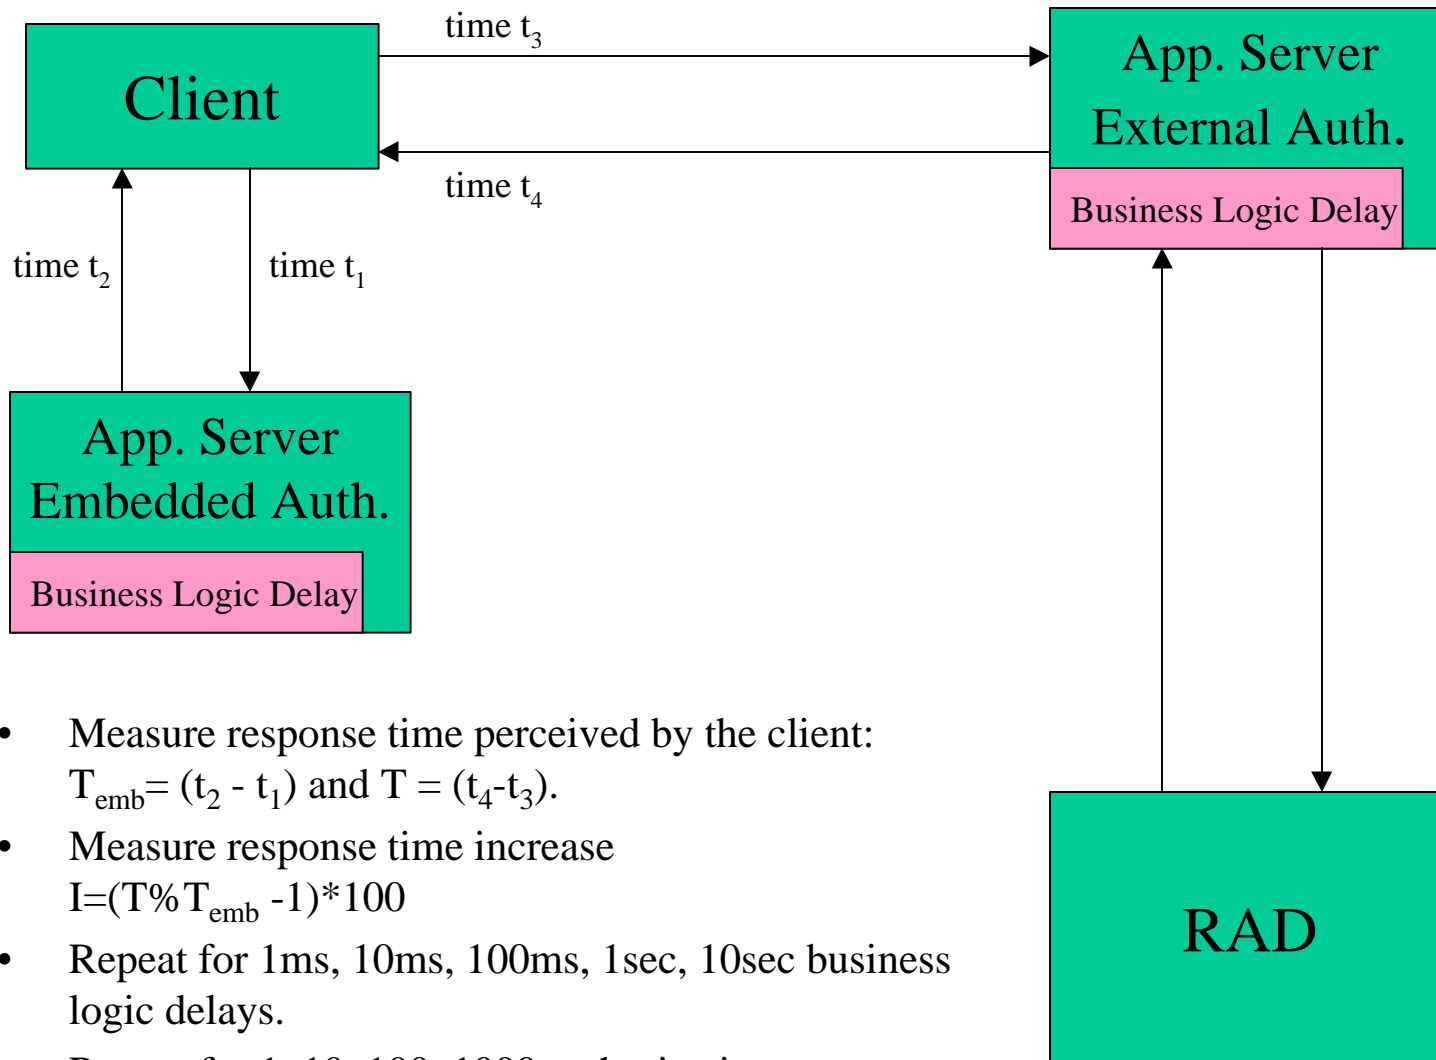 time t3
Client
App. Server
External Auth.
time t4
Business Logic Delay
time t2
time t1
App. Server
Embedded Auth.
Business Logic Delay
• Measure response time perceived by the client:
Temb= (t2 - t1) and T = (t4-t3).
• Measure response time increase
I=(T%Temb -1)*100
• Repeat for 1ms, 10ms, 100ms, 1sec, 10sec business
logic delays.
RAD